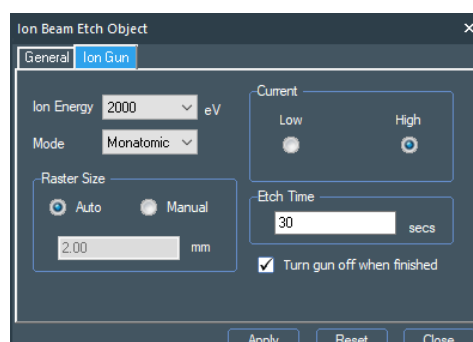 Ion Beam Etch Object
General Ion Gun
Ion Energy 2000 eV
Mode Monatomic
Raster Size
Auto Manual
2.00 mm
Current
Low High
Etch Time
30 secs
Turn gun off when finished
Apply Reset Close